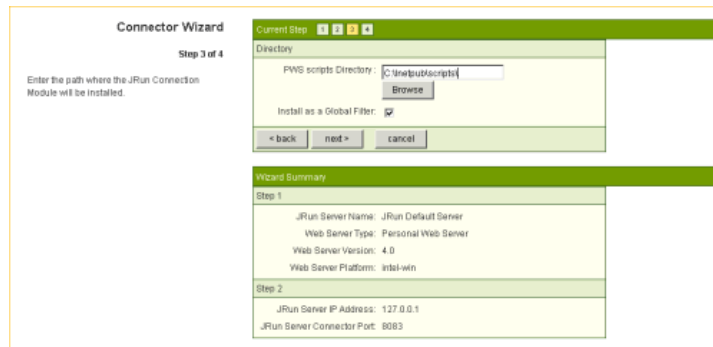 Connector Wizard
Step 3 of 4
Enter the path where the JRun Connection
Module will be installed.
Current Step 1 2 3 4
Directory
PWS scripts Directory: C:\Inetpub\scripts\
Browse
Install as a Global Filter:
< back next > cancel
Wizard Summary
Step 1
JRun Server Name: JRun Default Server
Web Server Type: Personal Web Server
Web Server Version: 4.0
Web Server Platform: intel-win
Step 2
JRun Server IP Address: 127.0.0.1
JRun Server Connector Port: 8083